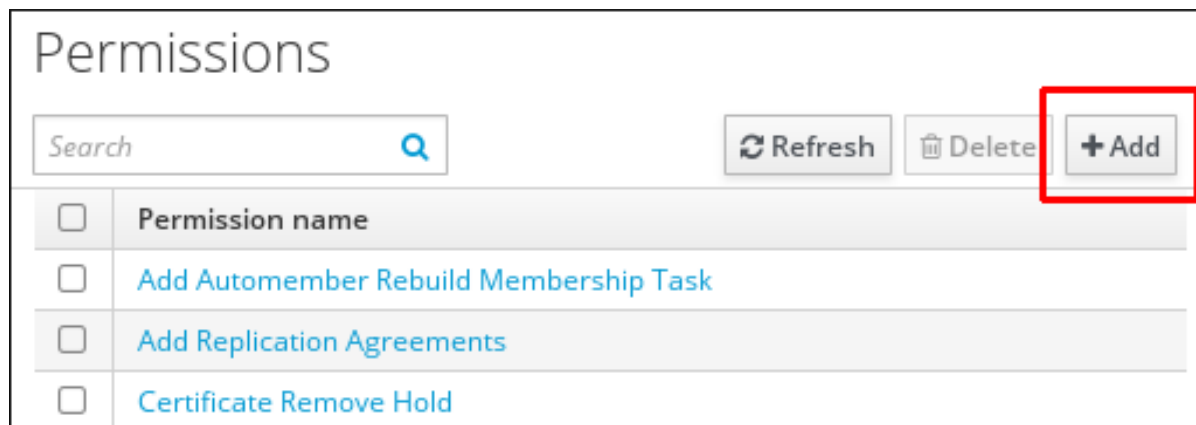 Permissions
Search Refresh Delete Add
Permission name
Add Automember Rebuild Membership Task
Add Replication Agreements
Certificate Remove Hold